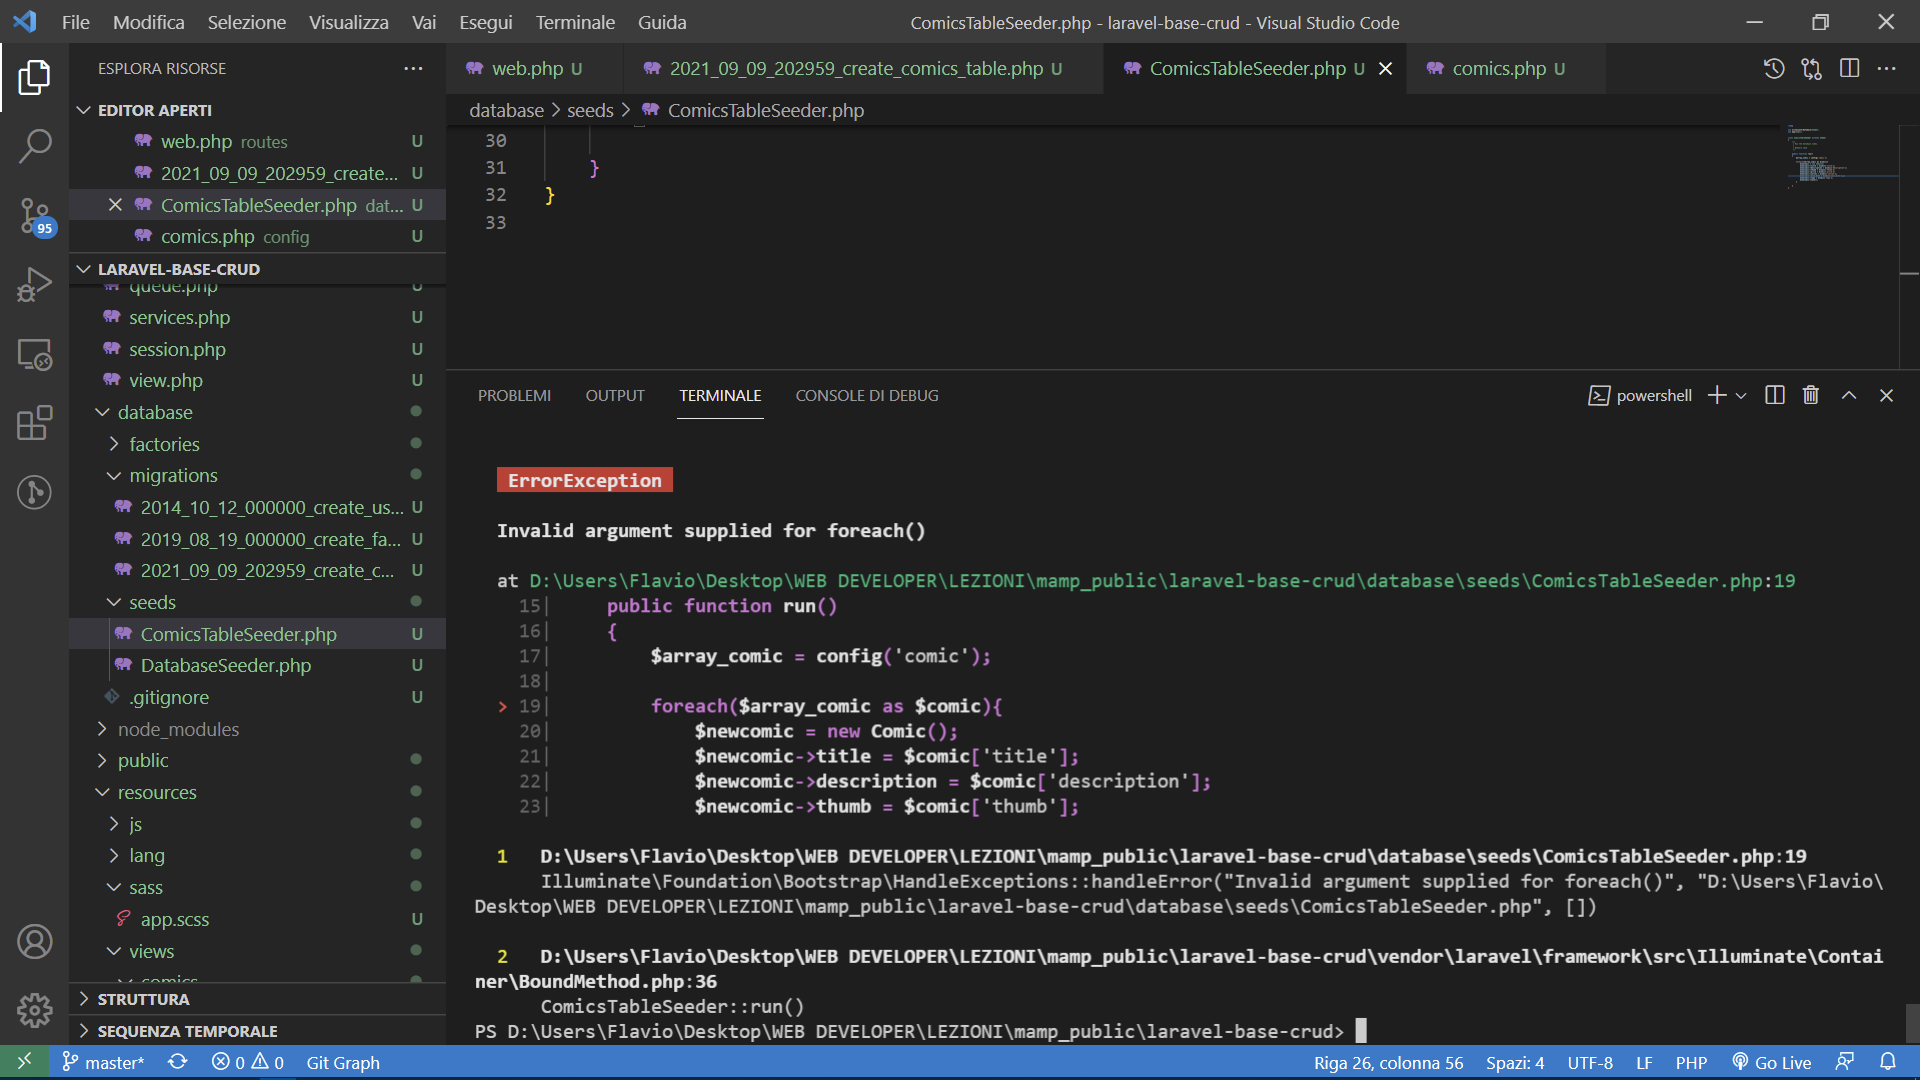 File Modifica Selezione Visualizza Vai Esegui Terminale Guida ComicsTableSeeder.php - laravel-base-crud - Visual Studio Code
ESPLORA RISORSE
web.php U 2021_09_09_202959_create_comics_table.php U ComicsTableSeeder.php U comics.php U
EDITOR APERTI
database > seeds > ComicsTableSeeder.php
web.php routes U
2021_09_09_202959_create... U
ComicsTableSeeder.php dat... U
comics.php config U
95
LARAVEL-BASE-CRUD
queue.php U
services.php U
session.php U
view.php U
database
factories
migrations
2014_10_12_000000_create_us... U
2019_08_19_000000_create_fa... U
2021_09_09_202959_create_c... U
seeds
ComicsTableSeeder.php U
DatabaseSeeder.php U
.gitignore U
node_modules
public
resources
js
lang
sass
app.scss U
views
comics
STRUTTURA
SEQUENZA TEMPORALE
30
31 }
32 }
33
PROBLEMI OUTPUT TERMINALE CONSOLE DI DEBUG powershell
ErrorException
Invalid argument supplied for foreach()
at D:\Users\Flavio\Desktop\WEB DEVELOPER\LEZIONI\mamp_public\laravel-base-crud\database\seeds\ComicsTableSeeder.php:19
15| public function run()
16| {
17| $array_comic = config('comic');
18|
> 19| foreach($array_comic as $comic){
20| $newcomic = new Comic();
21| $newcomic->title = $comic['title'];
22| $newcomic->description = $comic['description'];
23| $newcomic->thumb = $comic['thumb'];
1 D:\Users\Flavio\Desktop\WEB DEVELOPER\LEZIONI\mamp_public\laravel-base-crud\database\seeds\ComicsTableSeeder.php:19
Illuminate\Foundation\Bootstrap\HandleExceptions::handleError("Invalid argument supplied for foreach()", "D:\Users\Flavio\
Desktop\WEB DEVELOPER\LEZIONI\mamp_public\laravel-base-crud\database\seeds\ComicsTableSeeder.php", [])
2 D:\Users\Flavio\Desktop\WEB DEVELOPER\LEZIONI\mamp_public\laravel-base-crud\vendor\laravel\framework\src\Illuminate\Contai
ner\BoundMethod.php:36
ComicsTableSeeder::run()
PS D:\Users\Flavio\Desktop\WEB DEVELOPER\LEZIONI\mamp_public\laravel-base-crud>
master* 0 0 Git Graph Riga 26, colonna 56 Spazi: 4 UTF-8 LF PHP Go Live